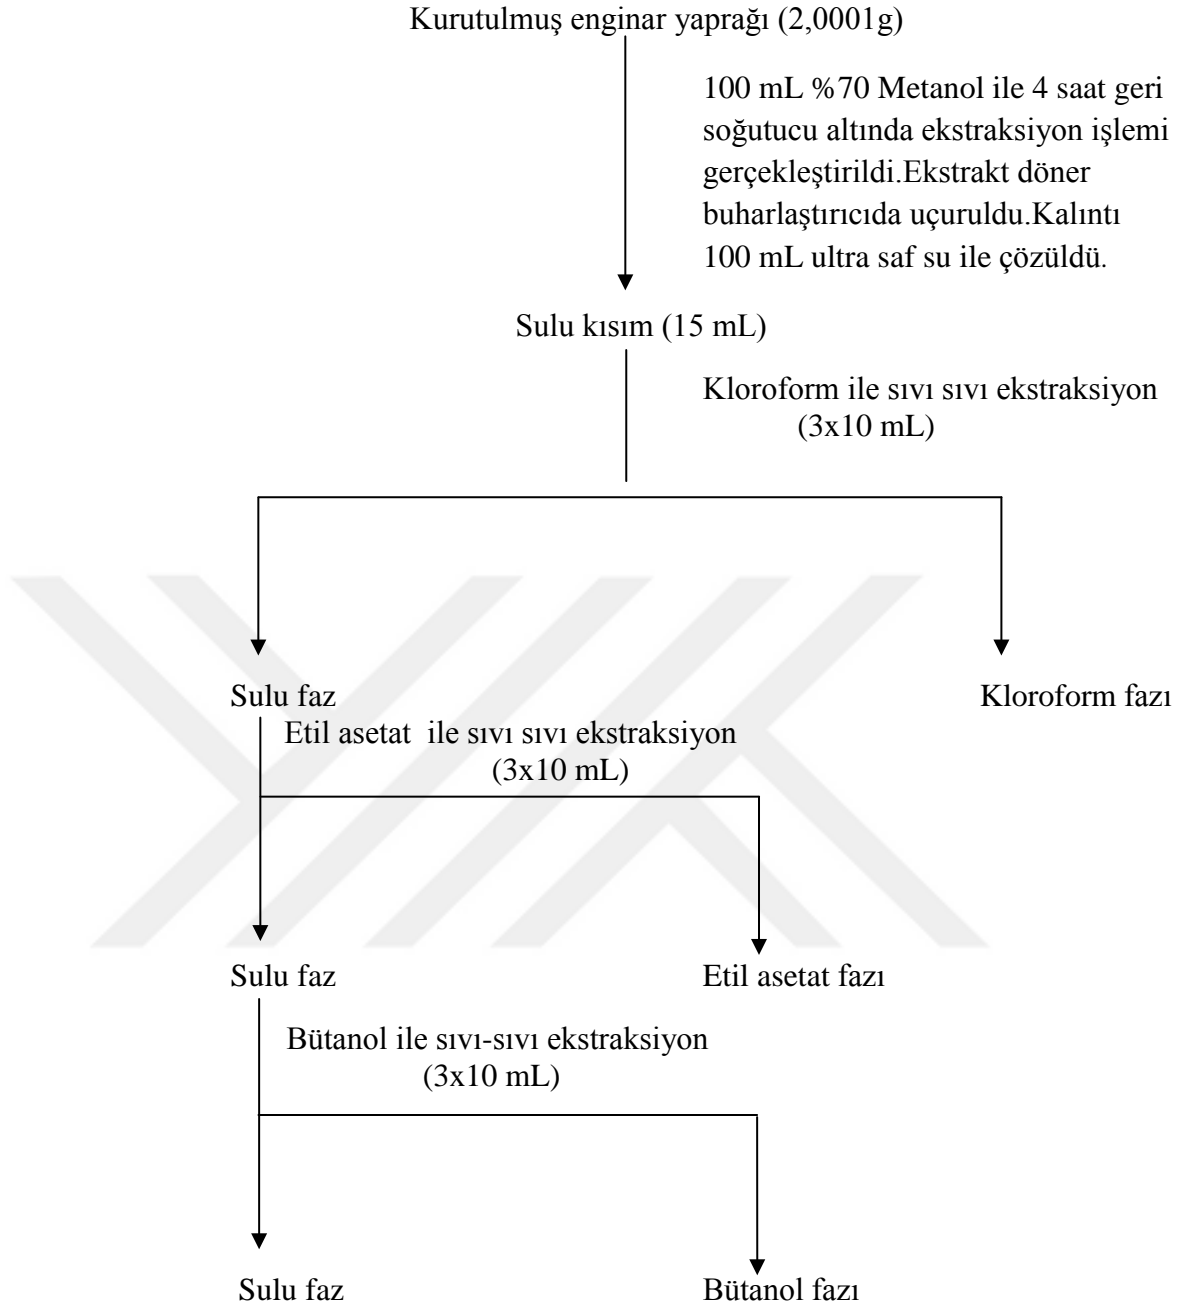 Kurutulmuş enginar yaprağı (2,0001g)
100 mL %70 Metanol ile 4 saat geri
soğutucu altında ekstraksiyon işlemi
gerçekleştirildi.Ekstrakt döner
buharlaştırıcıda uçuruldu.Kalıntı
100 mL ultra saf su ile çözüldü.
Sulu kısım (15 mL)
Kloroform ile sıvı sıvı ekstraksiyon
(3x10 mL)
Sulu faz
Kloroform fazı
Etil asetat  ile sıvı sıvı ekstraksiyon
(3x10 mL)
Sulu faz
Etil asetat fazı
Bütanol ile sıvı-sıvı ekstraksiyon
(3x10 mL)
Sulu faz
Bütanol fazı